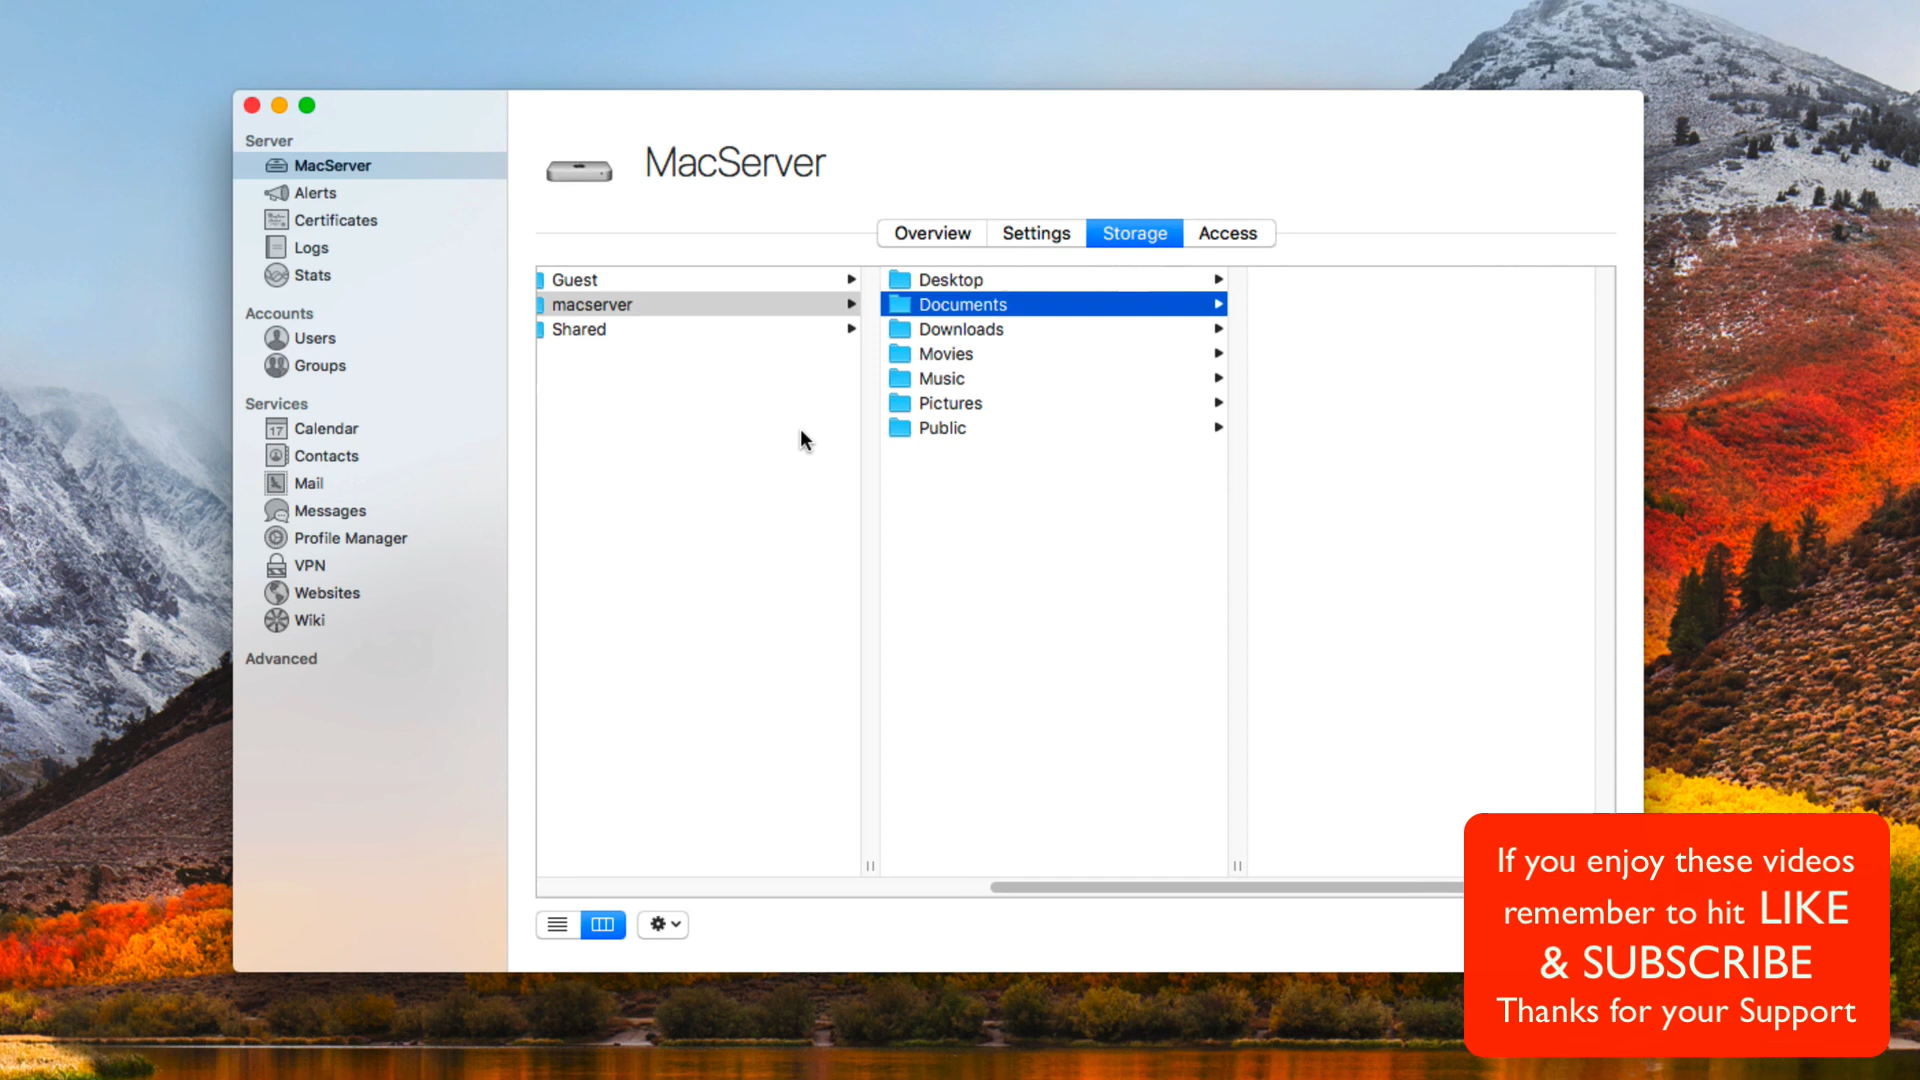 Server
MacServer
Alerts
Certificates
Logs
Stats
Accounts
Users
Groups
Services
17
Calendar
Contacts
Mail
Messages
Profile Manager
VPN
Websites
Wiki
Advanced
MacServer
Overview
Settings
Storage
Access
Guest
macserver
Shared
Desktop
Documents
Downloads
Movies
Music
Pictures
Public
If you enjoy these videos
remember to hit LIKE
& SUBSCRIBE
Thanks for your Support